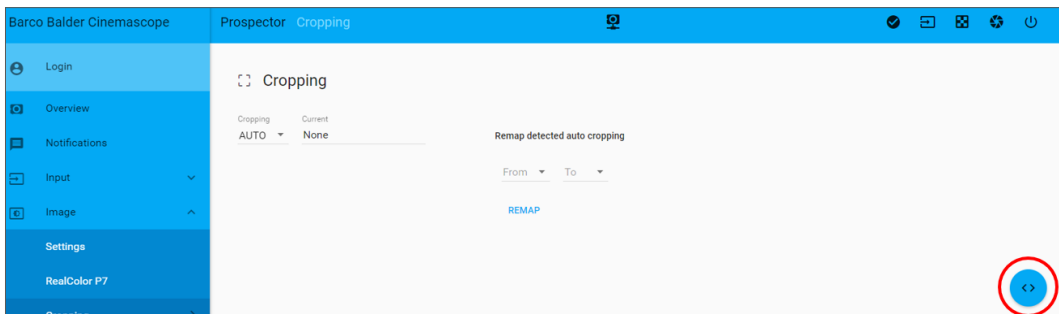 Barco Balder Cinemascope
Prospector Cropping
Login
Overview
Notifications
Input
Image
Settings
RealColor P7
Cropping
Cropping
Current
AUTO
None
Remap detected auto cropping
From
To
REMAP